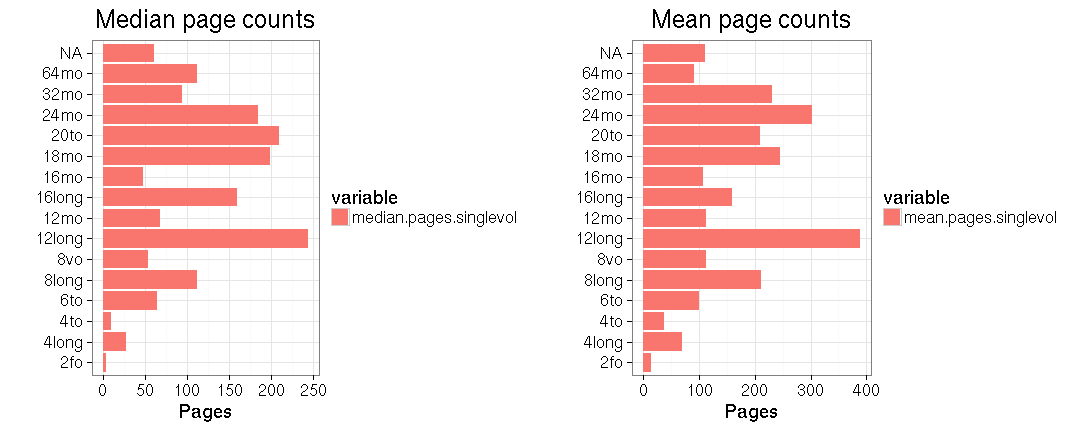 Median page counts
NA
64mo
32mo
24mo
20to
18mo
16mo
16long
12mo
12long
8vo
8long
6to
4to
4long
2fo
0 50 100 150 200 250
Pages
variable
median.pages.singlevol
Mean page counts
NA
64mo
32mo
24mo
20to
18mo
16mo
16long
12mo
12long
8vo
8long
6to
4to
4long
2fo
0 100 200 300 400
Pages
variable
mean.pages.singlevol